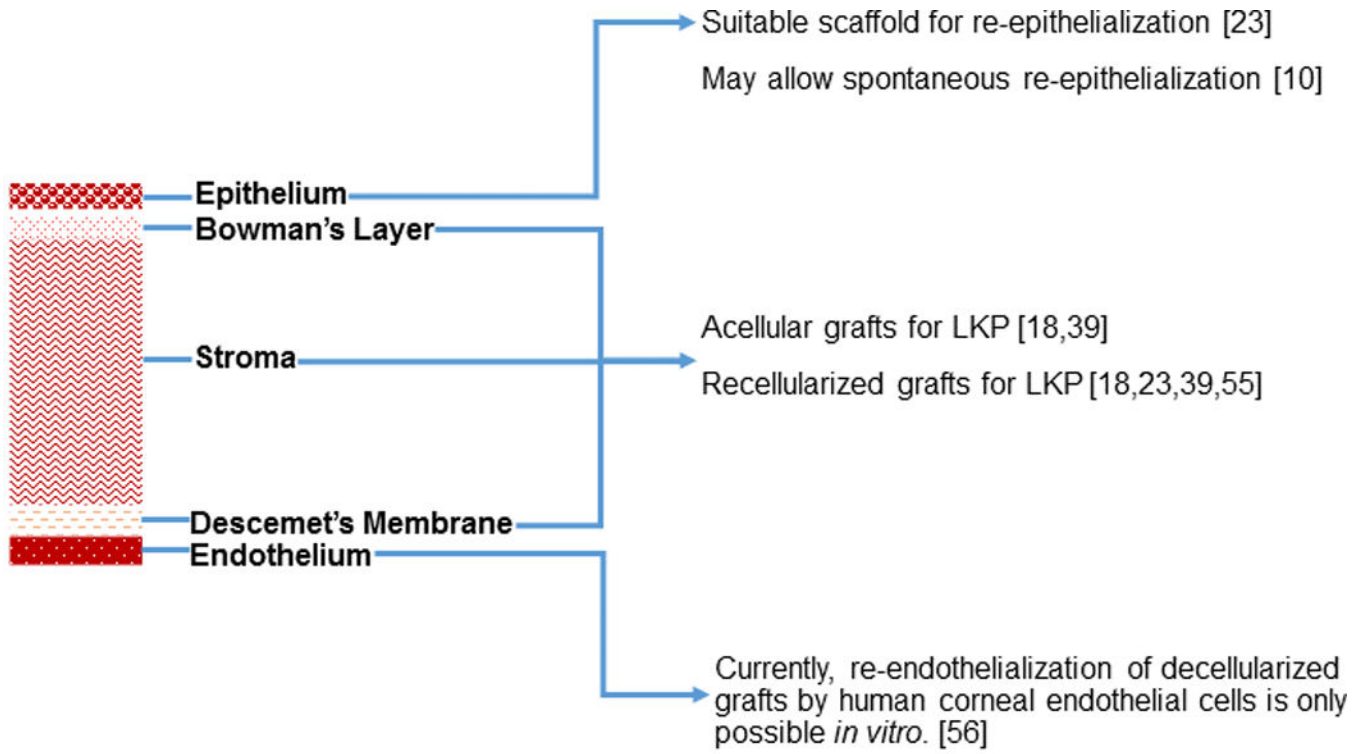 Suitable scaffold for re-epithelialization [23]
May allow spontaneous re-epithelialization [10]
Epithelium
Bowman’s Layer
Stroma
Acellular grafts for LKP [18,39]
Recellularized grafts for LKP [18,23,39,55]
Descemet’s Membrane
Endothelium
Currently, re-endothelialization of decellularized
grafts by human corneal endothelial cells is only
possible in vitro. [56]